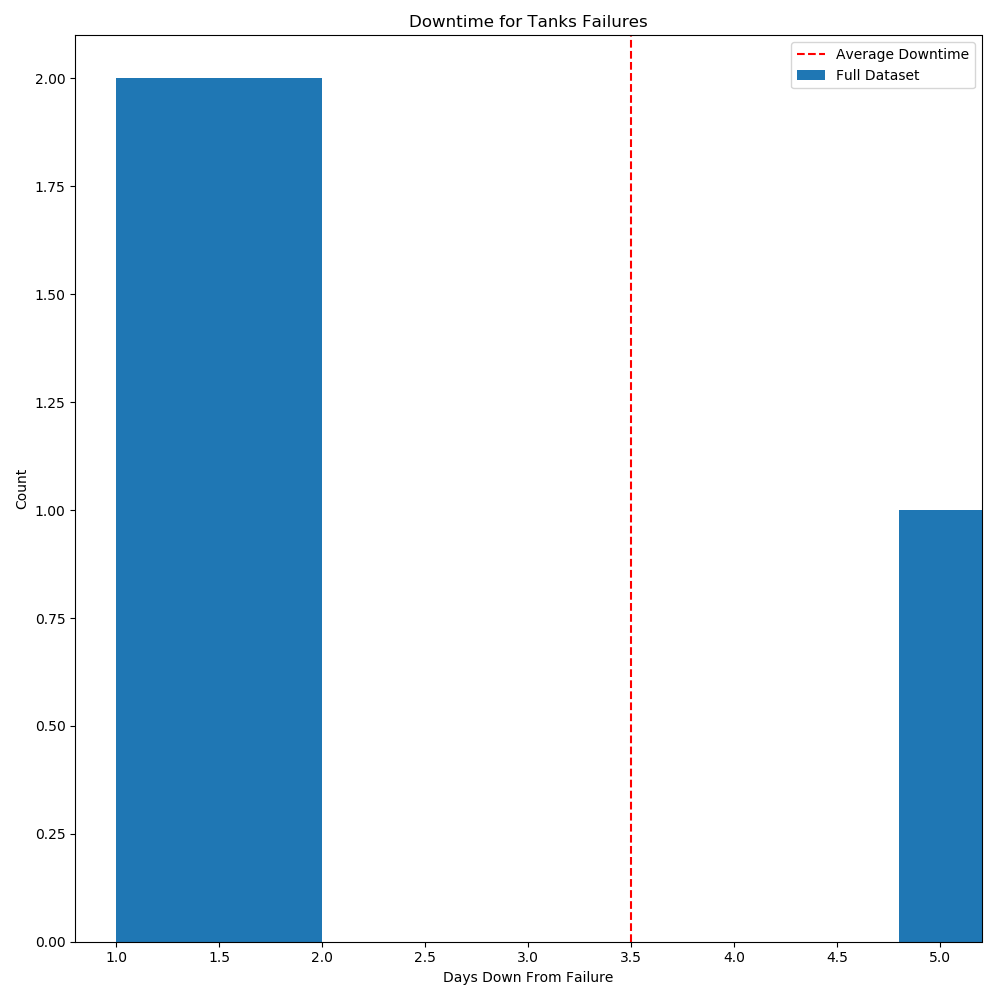 Downtime for Tanks Failures
Average Downtime
Full Dataset
2.00
1.75
1.50
1.25
1.00
0.75
0.50
0.25
0.00
Count
1.0 1.5 2.0 2.5 3.0 3.5 4.0 4.5 5.0
Days Down From Failure